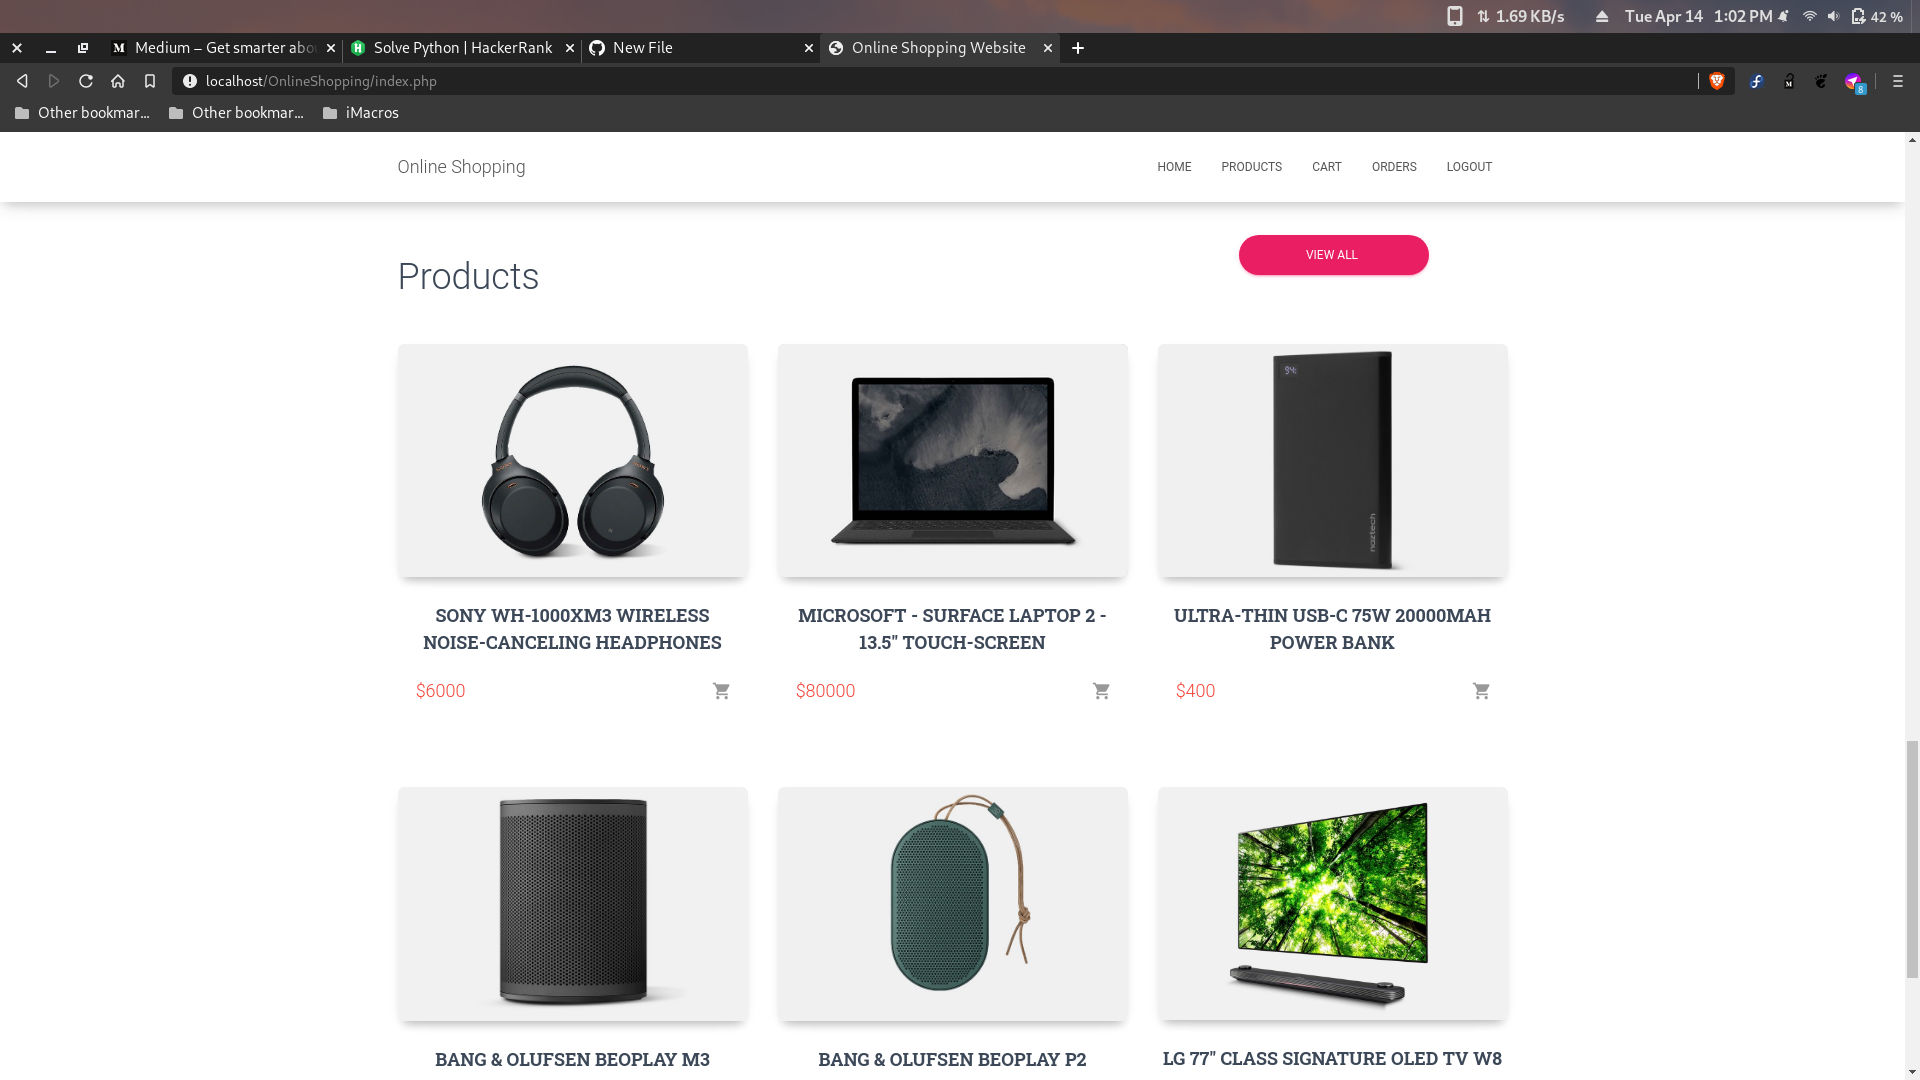 1.69 KB/s
Tue Apr 14 1:02 PM
42 %
Medium – Get smarter abo
Solve Python | HackerRank
New File
Online Shopping Website
localhost/OnlineShopping/index.php
8
Other bookmar...
Other bookmar...
iMacros
Online Shopping
HOME
PRODUCTS
CART
ORDERS
LOGOUT
VIEW ALL
Products
94
naztech
SONY WH-1000XM3 WIRELESS
NOISE-CANCELING HEADPHONES
MICROSOFT - SURFACE LAPTOP 2 -
13.5" TOUCH-SCREEN
ULTRA-THIN USB-C 75W 20000MAH
POWER BANK
$6000
$80000
$400
BANG & OLUFSEN BEOPLAY M3
BANG & OLUFSEN BEOPLAY P2
LG 77" CLASS SIGNATURE OLED TV W8